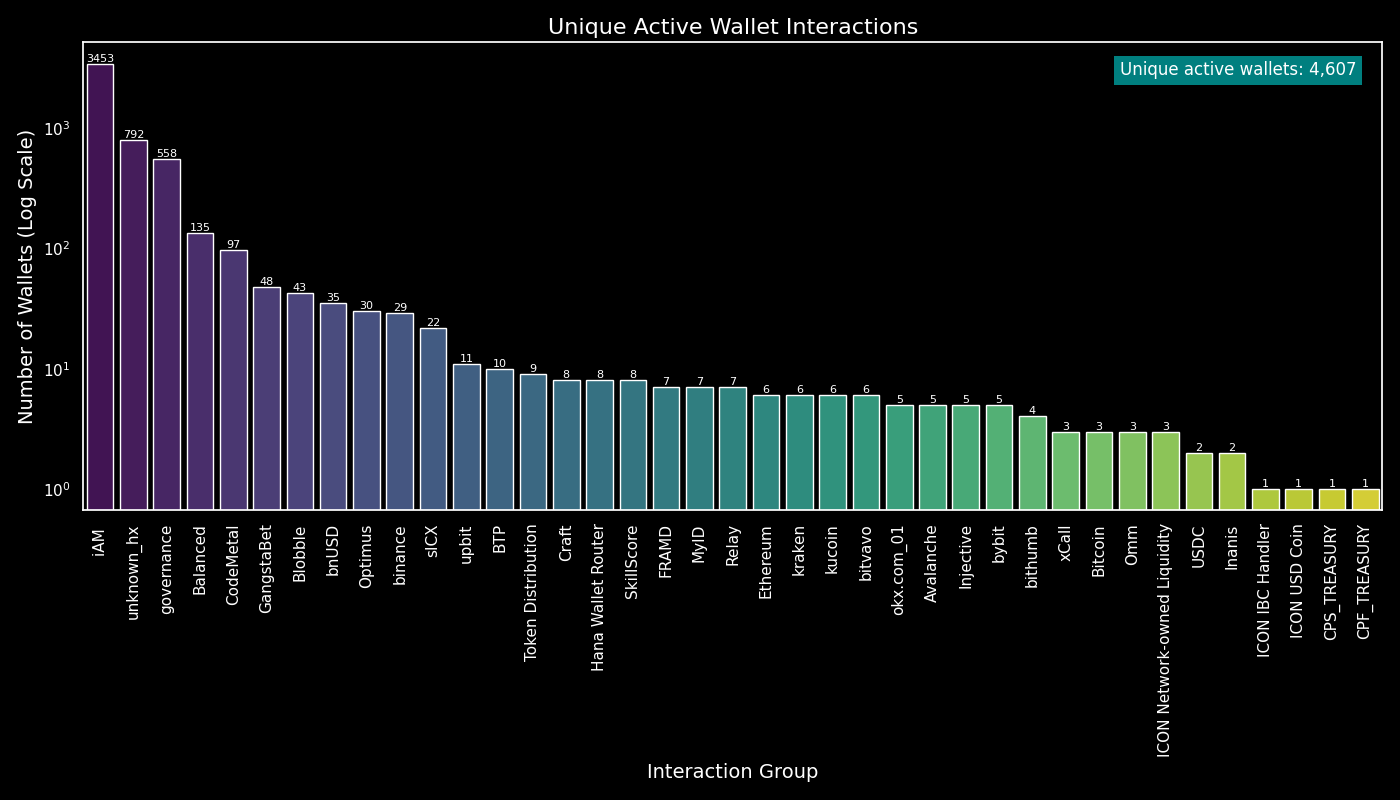 Unique Active Wallet Interactions
Unique active wallets: 4,607
Number of Wallets (Log Scale)
10³
10²
10¹
10⁰
3453
792
558
135
97
48
43
35
30
29
22
11
10
9
8
8
8
7
7
7
6
6
6
6
5
5
5
5
4
3
3
3
3
2
2
1
1
1
1
iAM
unknown_hx
governance
Balanced
CodeMetal
GangstaBet
Blobble
bnUSD
Optimus
binance
sICX
upbit
BTP
Token Distribution
Craft
Hana Wallet Router
SkillScore
FRAMD
MyID
Relay
Ethereum
kraken
kucoin
bitvavo
okx.com_01
Avalanche
Injective
bybit
bithumb
xCall
Bitcoin
Omm
ICON Network-owned Liquidity
USDC
Inanis
ICON IBC Handler
ICON USD Coin
CPS_TREASURY
CPF_TREASURY
Interaction Group